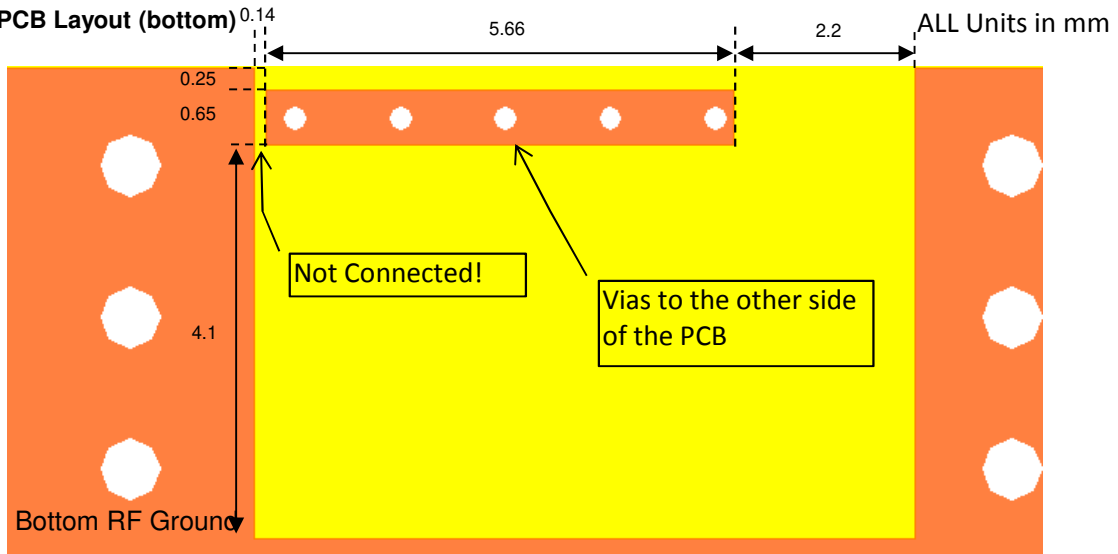 PCB Layout (bottom)
0.14
5.66
2.2
ALL Units in mm
0.25
0.65
Not Connected!
Vias to the other side
of the PCB
4.1
Bottom RF Ground